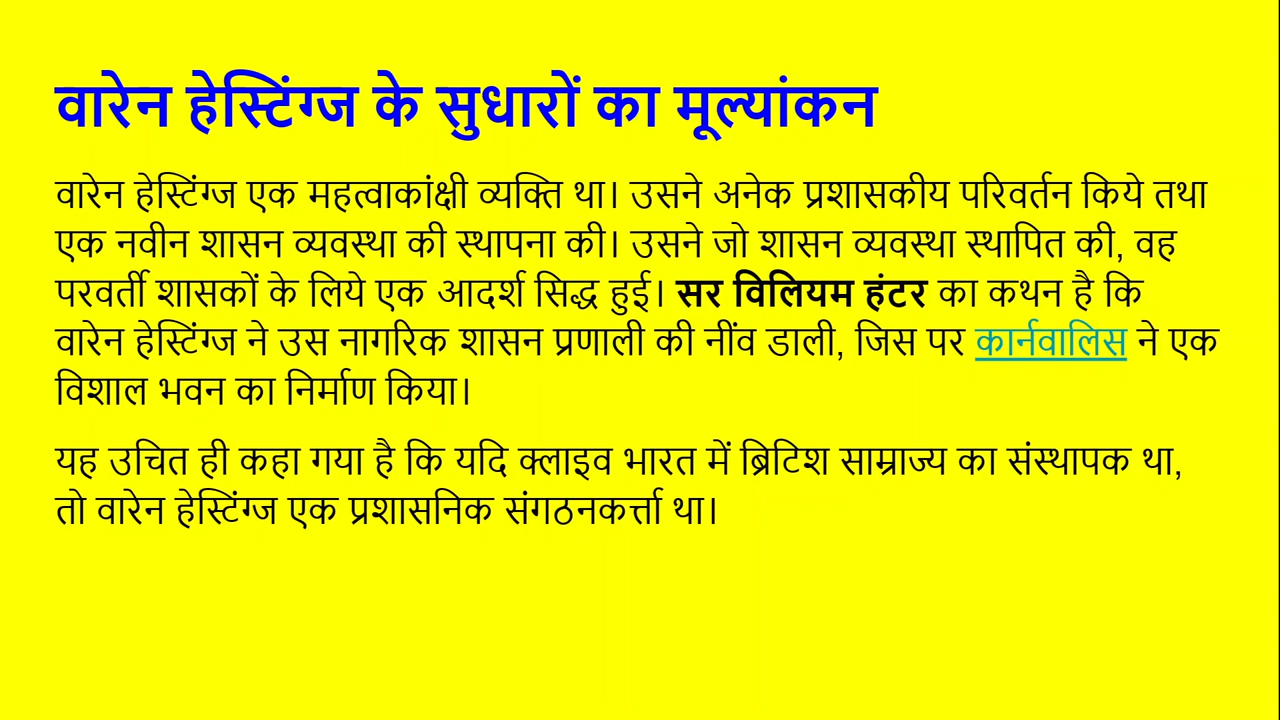 वारेन हेस्टिंग्ज के सुधारों का मूल्यांकन
वारेन हेस्टिंग्ज एक महत्वाकांक्षी व्यक्ति था। उसने अनेक प्रशासकीय परिवर्तन किये तथा
एक नवीन शासन व्यवस्था की स्थापना की। उसने जो शासन व्यवस्था स्थापित की, वह
परवर्ती शासकों के लिये एक आदर्श सिद्ध हुई। सर विलियम हंटर का कथन है कि
वारेन हेस्टिंग्ज ने उस नागरिक शासन प्रणाली की नींव डाली, जिस पर कार्नवालिस ने एक
विशाल भवन का निर्माण किया।
यह उचित ही कहा गया है कि यदि क्लाइव भारत में ब्रिटिश साम्राज्य का संस्थापक था,
तो वारेन हेस्टिंग्ज एक प्रशासनिक संगठनकर्त्ता था।